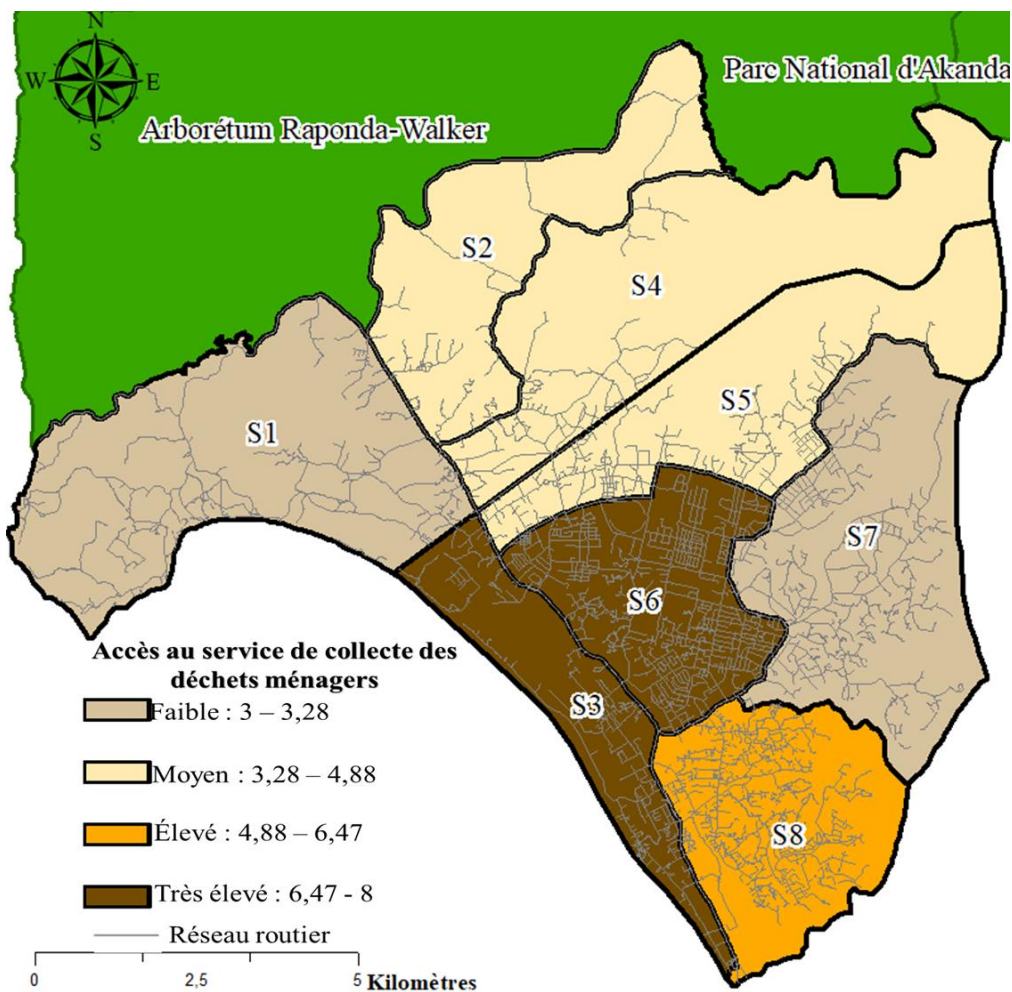 N
W E
S
Parc National d'Akanda
Arborétum Raponda-Walker
S2
S4
S5
S1
S7
S6
S3
S8
Accès au service de collecte des
déchets ménagers
Faible : 3 – 3,28
Moyen : 3,28 – 4,88
Élevé : 4,88 – 6,47
Très élevé : 6,47 - 8
Réseau routier
0 2,5 5 Kilomètres